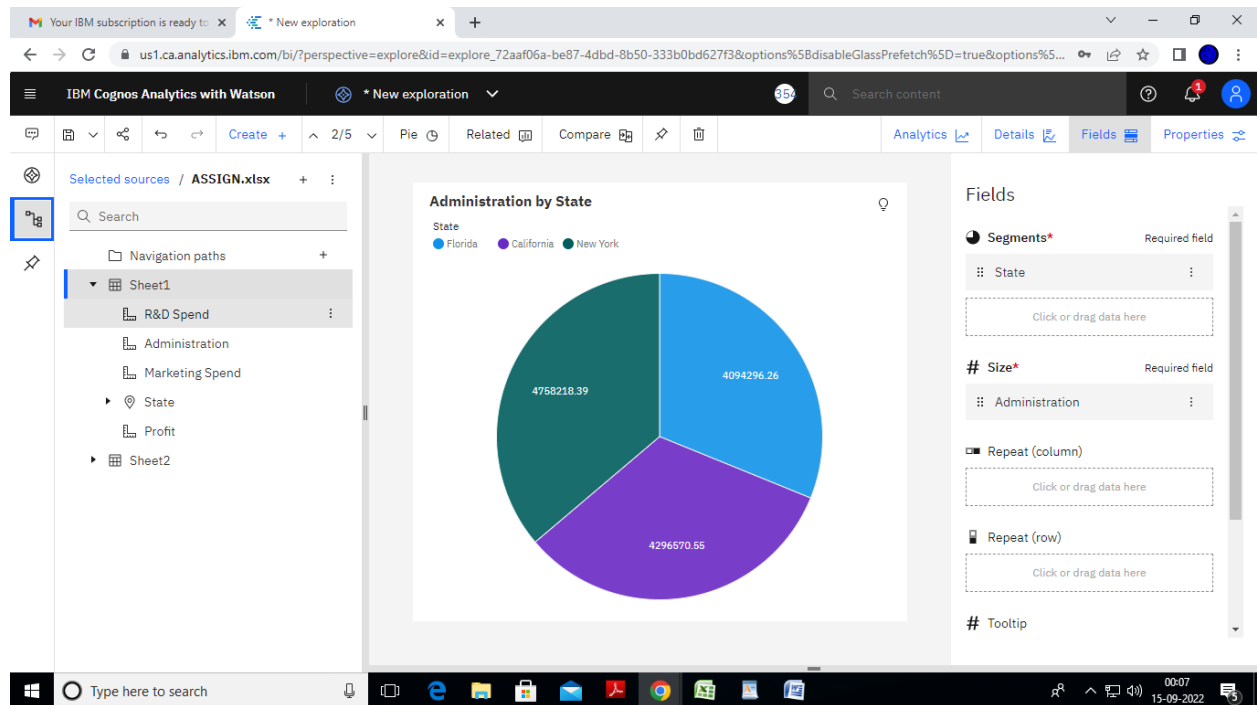 Your IBM subscription is ready to
* New exploration
us1.ca.analytics.ibm.com/bi/?perspective=explore&id=explore_72aaf06a-be87-4dbd-8b50-333b0bd627f3&options%5BdisableGlassPrefetch%5D=true&options%5...
IBM Cognos Analytics with Watson
* New exploration
354
Search content
1
Create +
2/5
Pie
Related
Compare
Analytics
Details
Fields
Properties
Selected sources / ASSIGN.xlsx
Search
Navigation paths
Sheet1
R&D Spend
Administration
Marketing Spend
State
Profit
Sheet2
Administration by State
State
Florida California New York
4094296.26
4758218.39
4296570.55
Fields
Segments* Required field
State
Click or drag data here
# Size* Required field
Administration
Repeat (column)
Click or drag data here
Repeat (row)
Click or drag data here
# Tooltip
Type here to search
00:07
15-09-2022
5